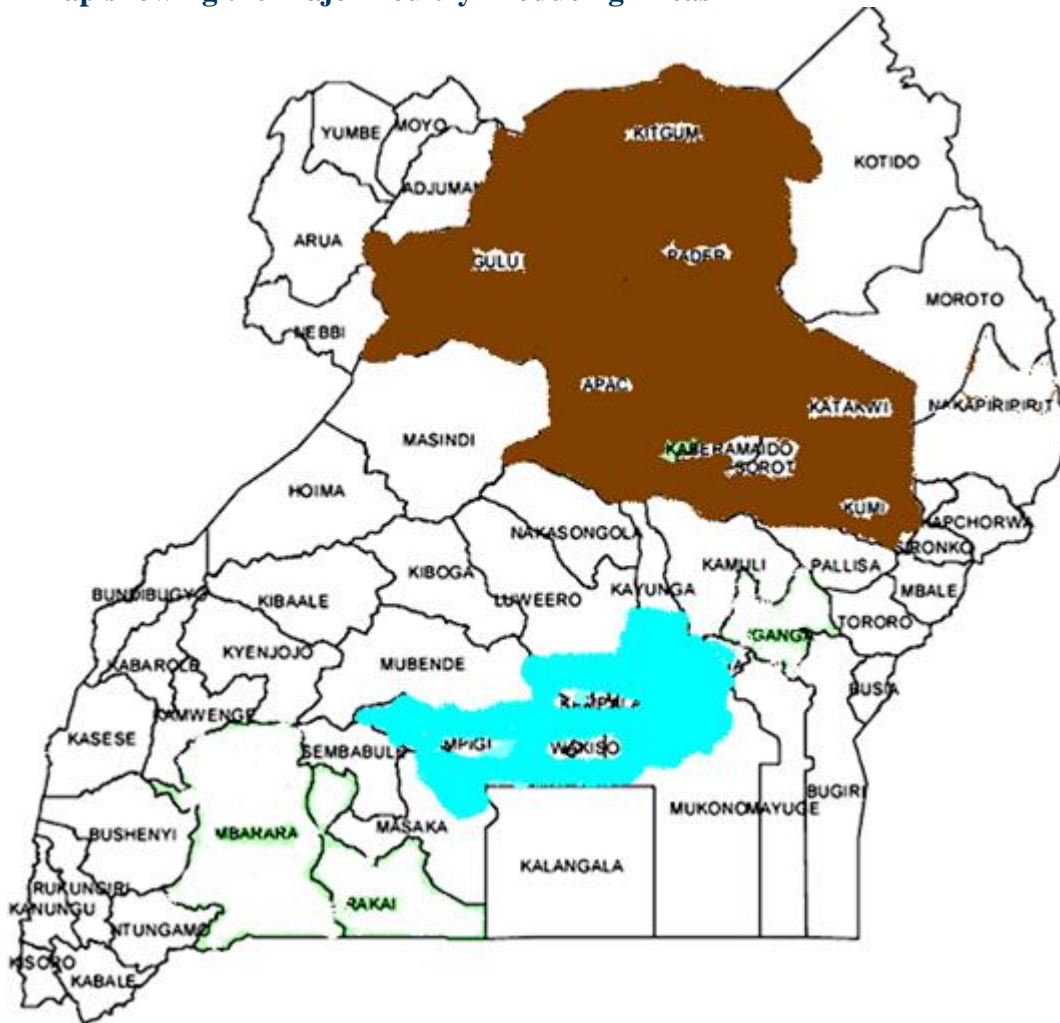 KITGUM
YUMBE
MOYO
KOTIDO
ADJUMAN
ARUA
GULU
PADER
MOROTO
NEBBI
APAC
KATAKWI
NAKAPIRIPIRIT
MASINDI
KABERAMAIDO
SOROT
HOIMA
KUMI
KAPCHORWA
NAKASONGOLA
SIRONKO
KAMULI
PALLISA
KIBOGA
KAYUNGA
MBALE
BUNDIBUGYO
KIBAALE
LUWEERO
TORORO
KYENJOJO
MUBENDE
KABAROLE
BUSIA
KAMWENGE
KASESE
SEMBABULE
MPIGI
WAKISO
MUKONO
MAYUGE
BUGIRI
MASAKA
BUSHENYI
MBARARA
KALANGALA
RUKUNGIRI
KANUNGU
RAKAI
NTUNGAMO
KISORO
KABALE